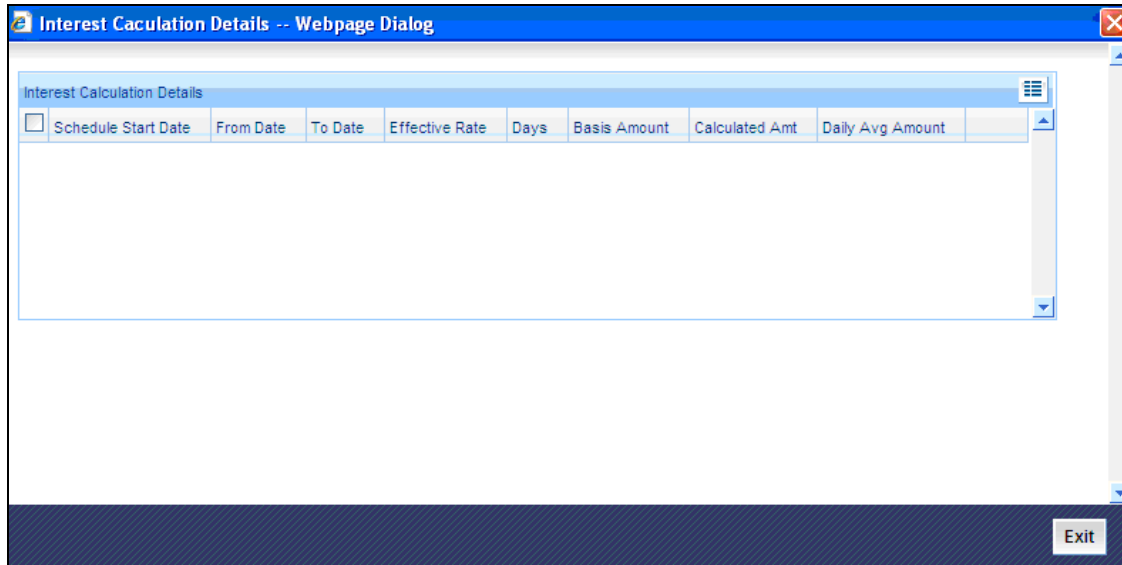 Interest Caculation Details -- Webpage Dialog
Interest Calculation Details
Schedule Start Date From Date To Date Effective Rate Days Basis Amount Calculated Amt Daily Avg Amount
Exit